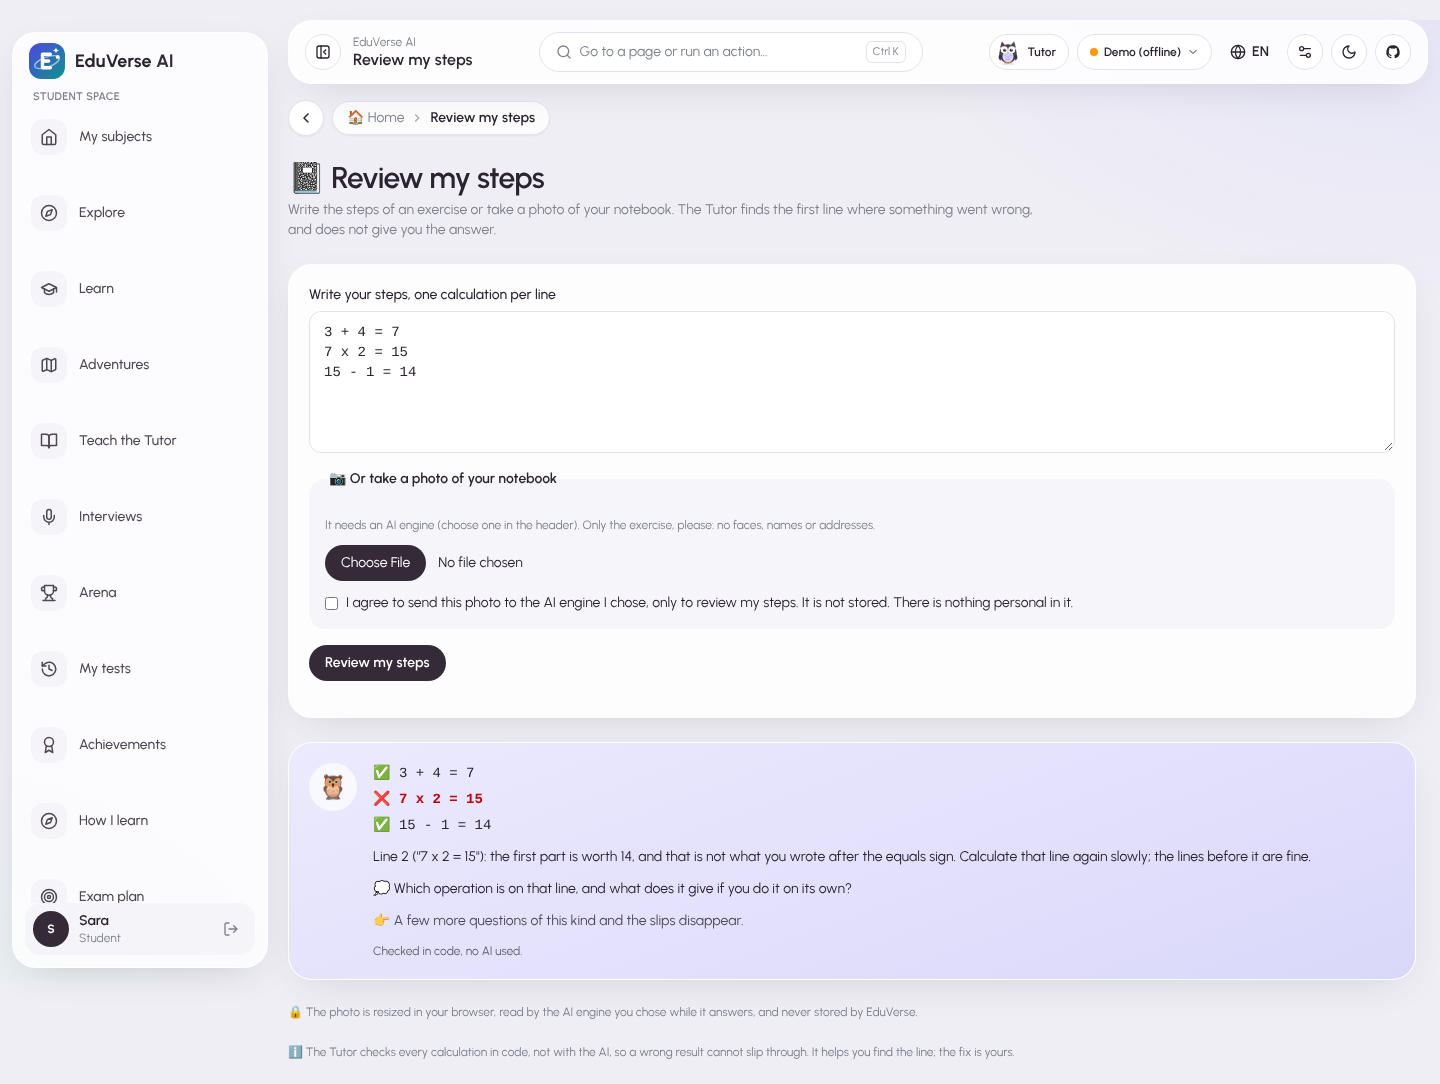 EduVerse AI
STUDENT SPACE
My subjects
Explore
Learn
Adventures
Teach the Tutor
Interviews
Arena
My tests
Achievements
How I learn
Exam plan
S
Sara
Student
EduVerse AI
Review my steps
Go to a page or run an action...
Ctrl K
Tutor
Demo (offline)
EN
Home
Review my steps
Review my steps
Write the steps of an exercise or take a photo of your notebook. The Tutor finds the first line where something went wrong,
and does not give you the answer.
Write your steps, one calculation per line
3 + 4 = 7
7 x 2 = 15
15 - 1 = 14
Or take a photo of your notebook
It needs an AI engine (choose one in the header). Only the exercise, please: no faces, names or addresses.
Choose File No file chosen
I agree to send this photo to the AI engine I chose, only to review my steps. It is not stored. There is nothing personal in it.
Review my steps
✅ 3 + 4 = 7
❌ 7 x 2 = 15
✅ 15 - 1 = 14
Line 2 ("7 x 2 = 15"): the first part is worth 14, and that is not what you wrote after the equals sign. Calculate that line again slowly; the lines before it are fine.
Which operation is on that line, and what does it give if you do it on its own?
A few more questions of this kind and the slips disappear.
Checked in code, no AI used.
The photo is resized in your browser, read by the AI engine you chose while it answers, and never stored by EduVerse.
The Tutor checks every calculation in code, not with the AI, so a wrong result cannot slip through. It helps you find the line; the fix is yours.